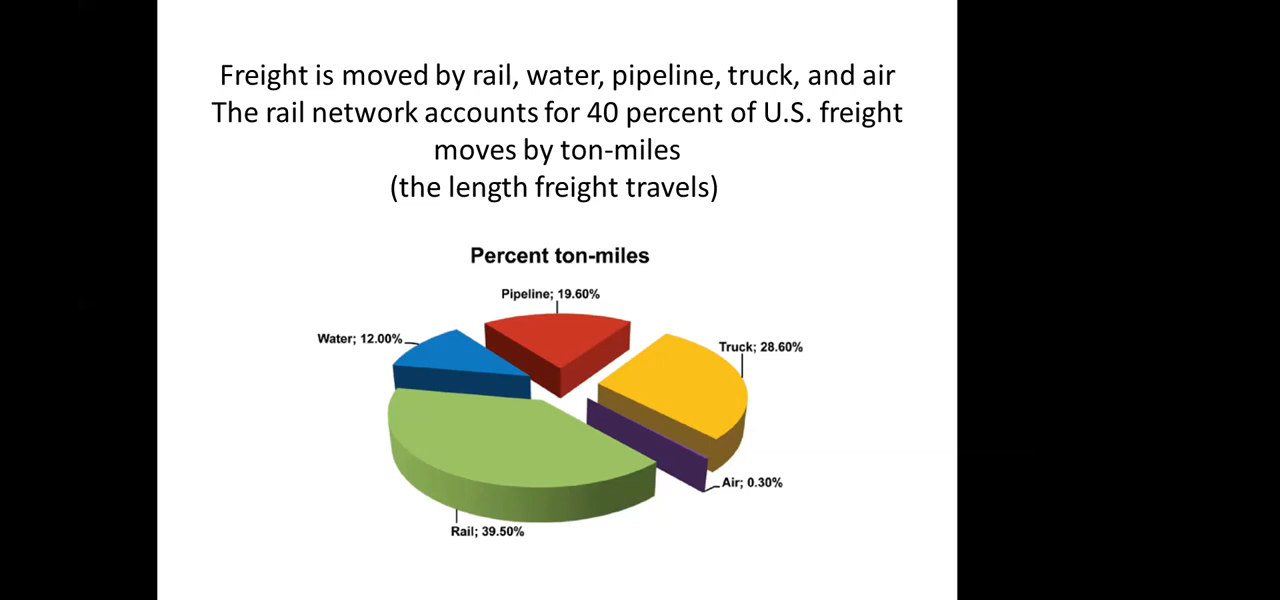 Freight is moved by rail, water, pipeline, truck, and air
The rail network accounts for 40 percent of U.S. freight
moves by ton-miles
(the length freight travels)
Percent ton-miles
Pipeline; 19.60%
Water; 12.00%
Truck; 28.60%
Air; 0.30%
Rail; 39.50%